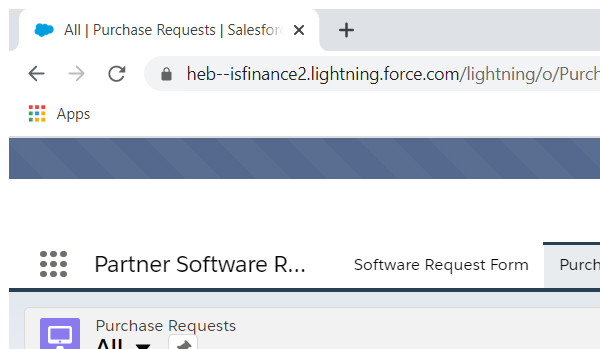 All | Purchase Requests | Salesforc
heb--isfinance2.lightning.force.com/lightning/o/Purch
Apps
Partner Software R...
Software Request Form
Purch
Purchase Requests
All